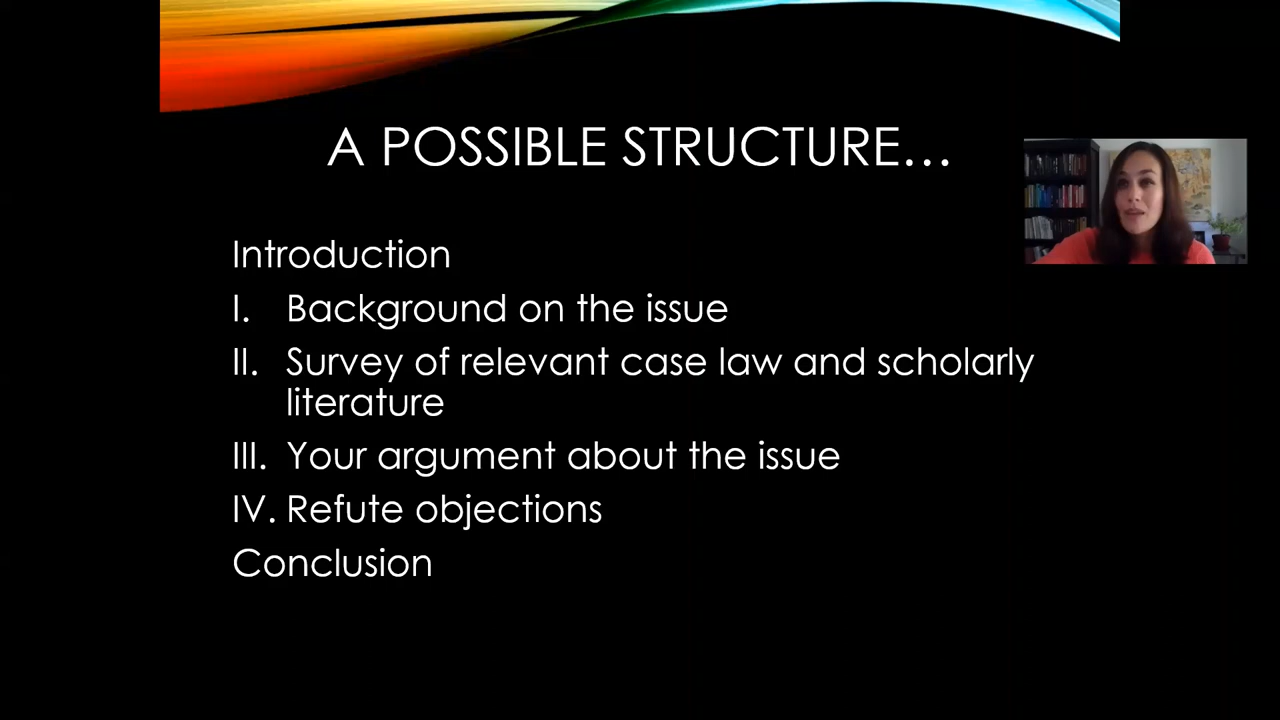 A POSSIBLE STRUCTURE…
Introduction
I. Background on the issue
II. Survey of relevant case law and scholarly
literature
III. Your argument about the issue
IV. Refute objections
Conclusion